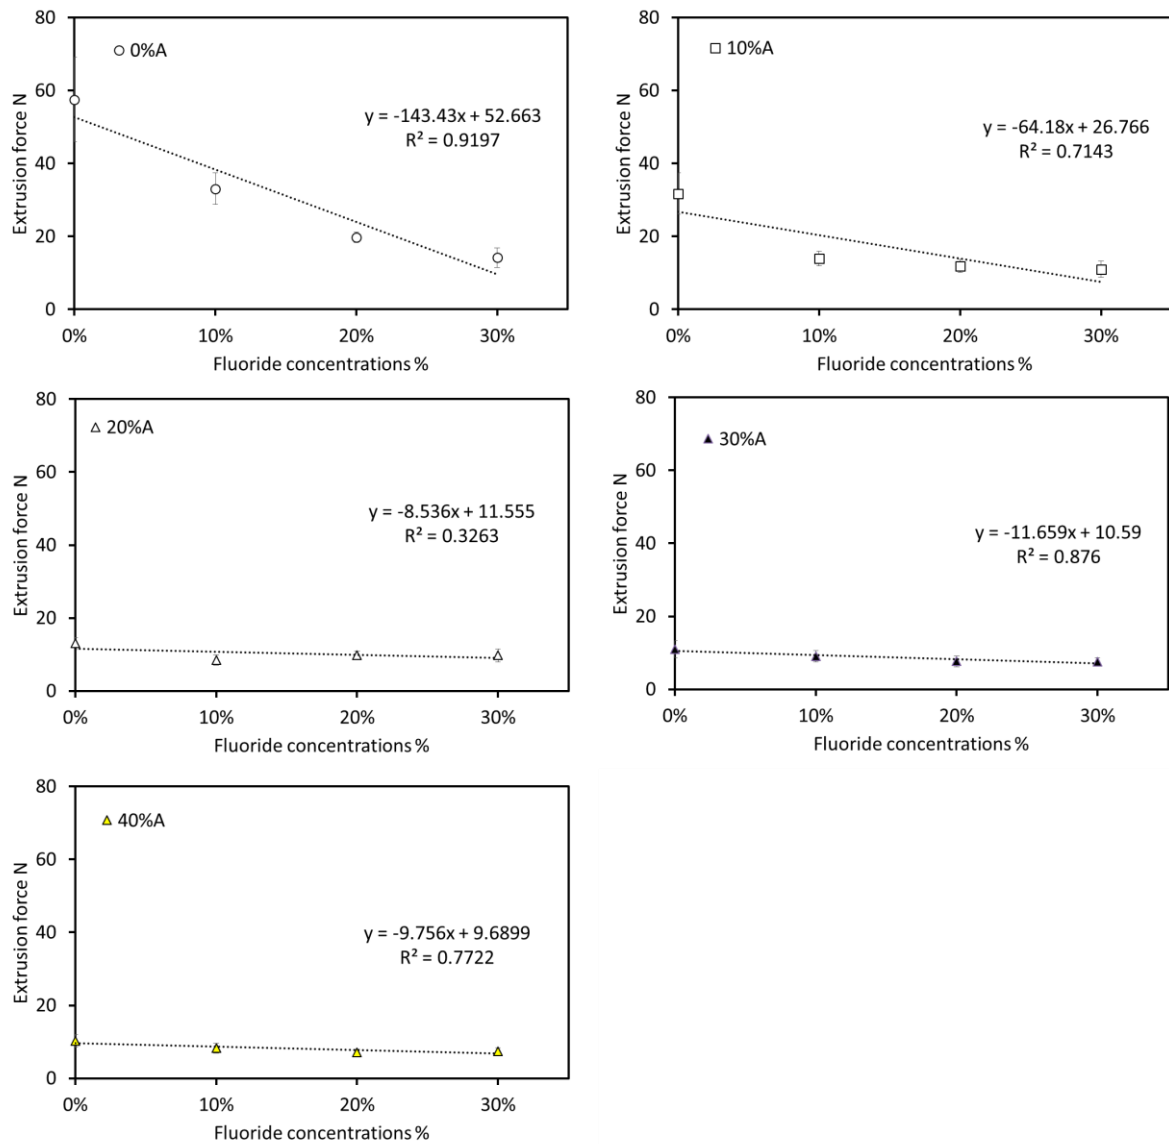 80
60
40
20
0
Extrusion force N
0%A
y = -143.43x + 52.663
R² = 0.9197
0%
10%
20%
30%
Fluoride concentrations %
80
60
40
20
0
Extrusion force N
10%A
y = -64.18x + 26.766
R² = 0.7143
0%
10%
20%
30%
Fluoride concentrations %
80
60
40
20
0
Extrusion force N
20%A
y = -8.536x + 11.555
R² = 0.3263
0%
10%
20%
30%
Fluoride concentrations %
80
60
40
20
0
Extrusion force N
30%A
y = -11.659x + 10.59
R² = 0.876
0%
10%
20%
30%
Fluoride concentrations %
80
60
40
20
0
Extrusion force N
40%A
y = -9.756x + 9.6899
R² = 0.7722
0%
10%
20%
30%
Fluoride concentrations %